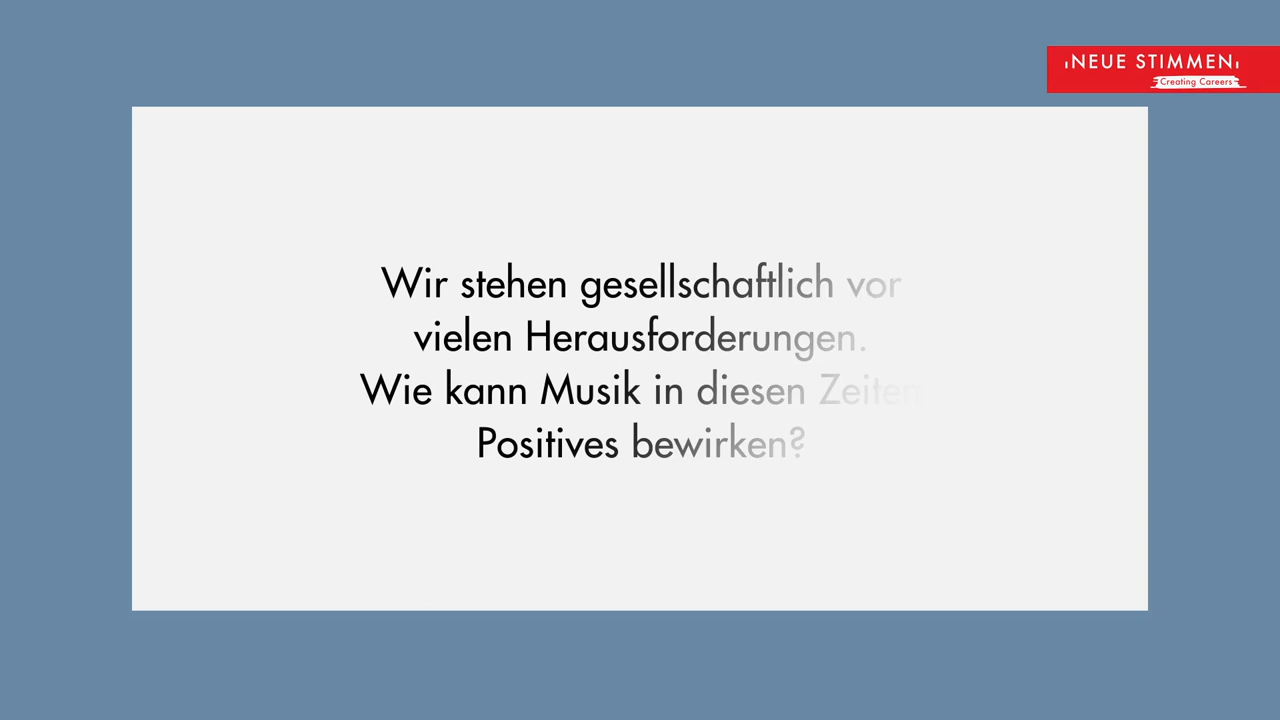 NEUE STIMMEN
Creating Careers
Wir stehen gesellschaftlich vor
vielen Herausforderungen.
Wie kann Musik in diesen Zeiten
Positives bewirken?